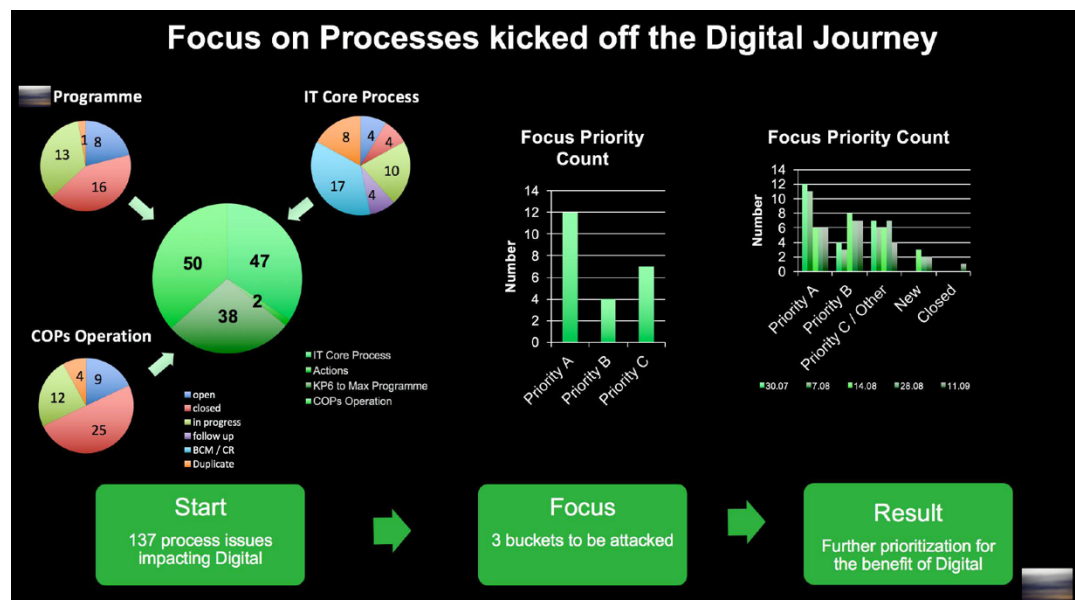 Focus on Processes kicked off the Digital Journey
Programme
1
8
13
16
IT Core Process
8
4
4
10
17
4
50
47
2
38
COPs Operation
4
9
12
25
IT Core Process
Actions
KP6 to Max Programme
COPs Operation
open
closed
in progress
follow up
BCM / CR
Duplicate
Focus Priority
Count
Number
14
12
10
8
6
4
2
0
Priority A
Priority B
Priority C
Focus Priority Count
Number
14
12
10
8
6
4
2
0
Priority A
Priority B
Priority C / Other
New
Closed
30.07
7.08
14.08
28.08
11.09
Start
137 process issues
impacting Digital
Focus
3 buckets to be attacked
Result
Further prioritization for
the benefit of Digital